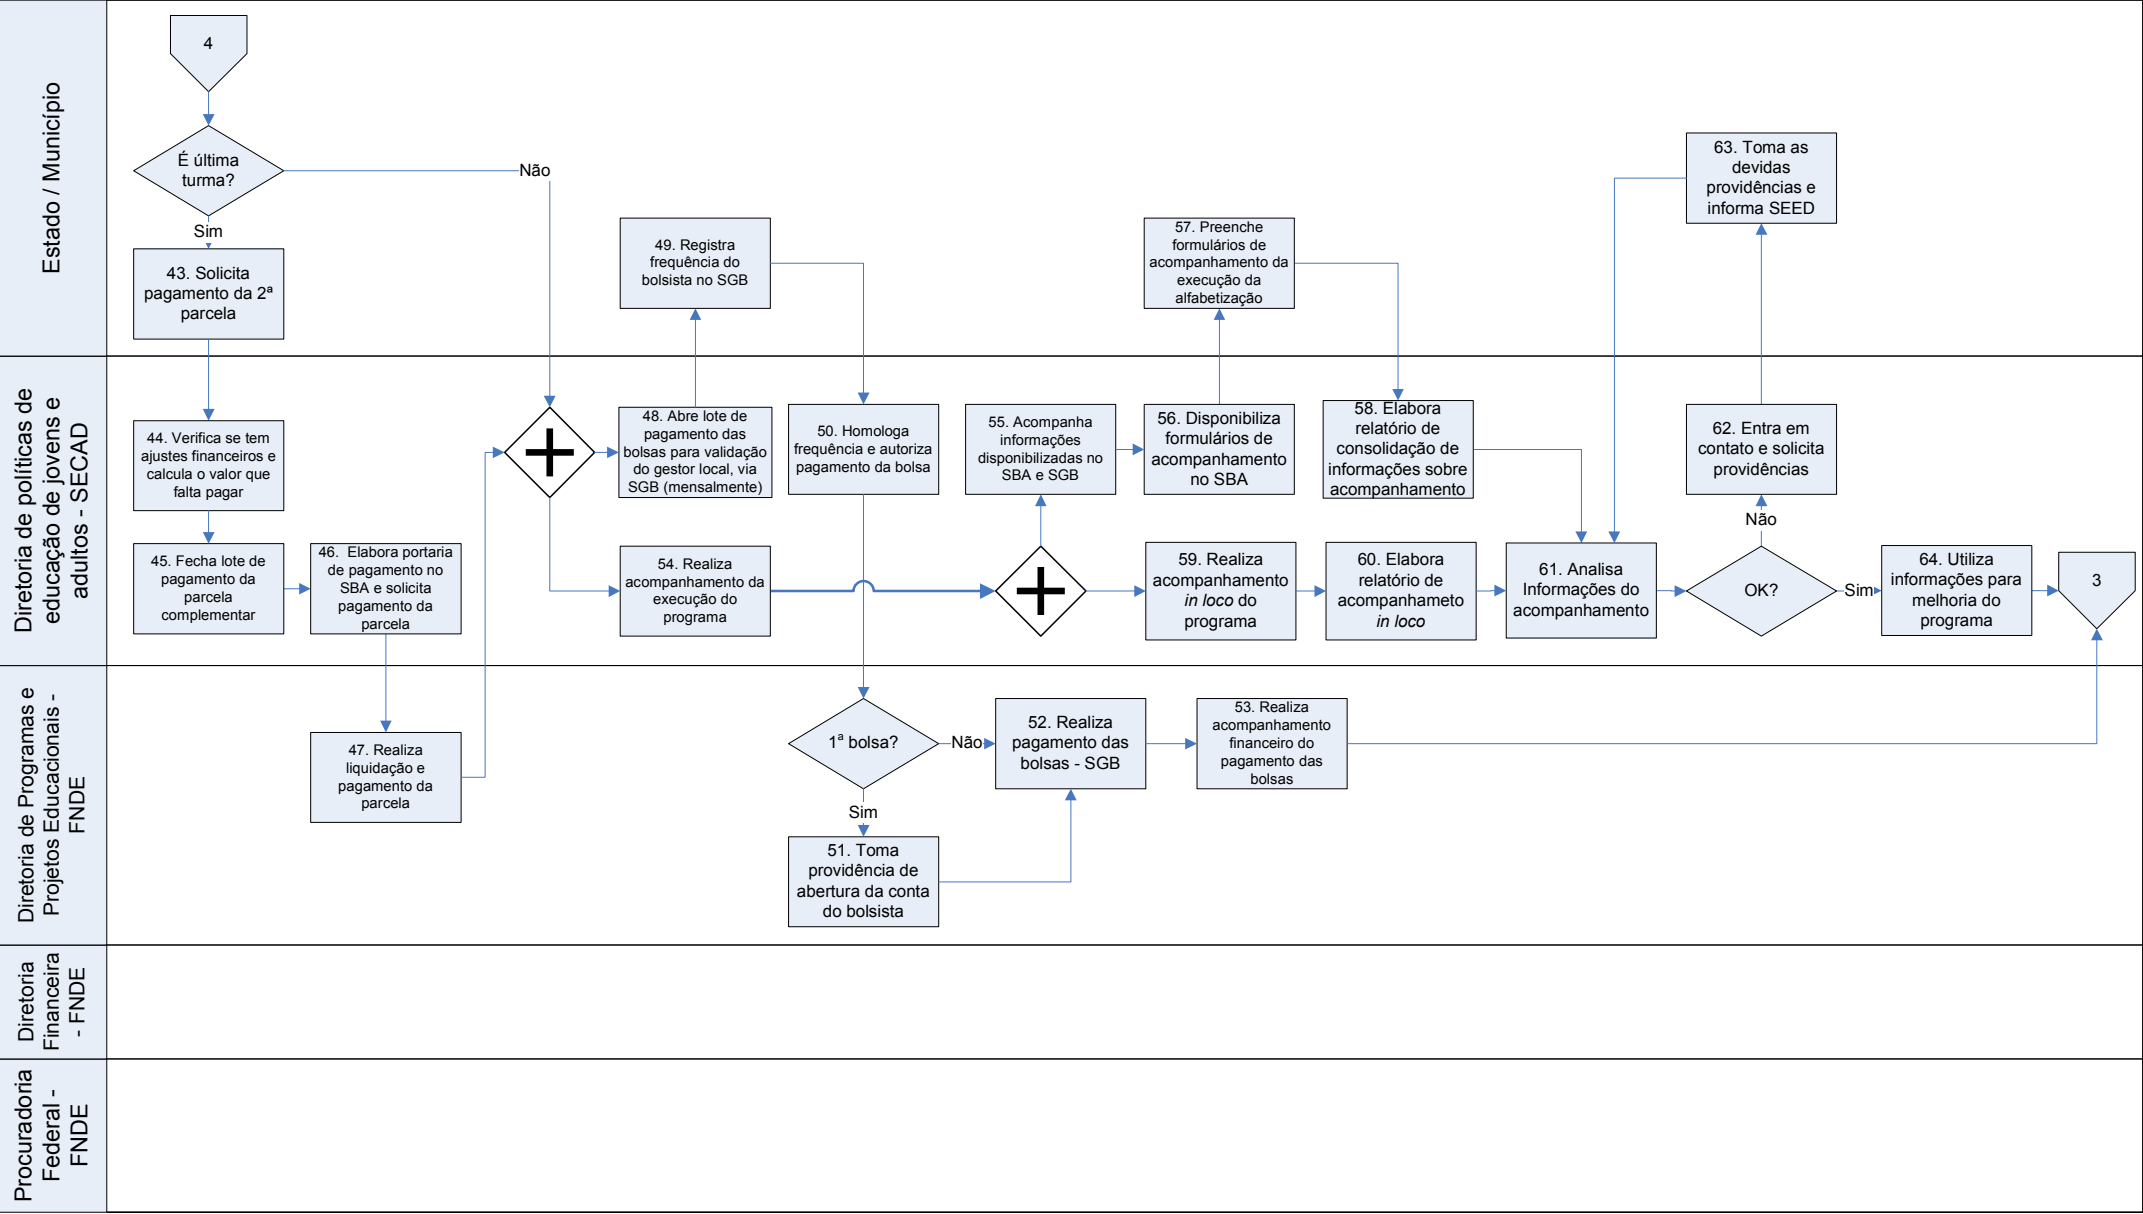 Estado / Município
4
É última
turma?
Não
Sim
43. Solicita
pagamento da 2ª
parcela
49. Registra
frequência do
bolsista no SGB
57. Preenche
formulários de
acompanhamento da
execução da
alfabetização
63. Toma as
devidas
providências e
informa SEED
Diretoria de políticas de
educação de jovens e
adultos - SECAD
44. Verifica se tem
ajustes financeiros e
calcula o valor que
falta pagar
45. Fecha lote de
pagamento da
parcela
complementar
46. Elabora portaria
de pagamento no
SBA e solicita
pagamento da
parcela
48. Abre lote de
pagamento das
bolsas para validação
do gestor local, via
SGB (mensalmente)
50. Homologa
frequência e autoriza
pagamento da bolsa
54. Realiza
acompanhamento da
execução do
programa
55. Acompanha
informações
disponibilizadas no
SBA e SGB
56. Disponibiliza
formulários de
acompanhamento
no SBA
58. Elabora
relatório de
consolidação de
informações sobre
acompanhamento
59. Realiza
acompanhamento
in loco do
programa
60. Elabora
relatório de
acompanhameto
in loco
61. Analisa
Informações do
acompanhamento
62. Entra em
contato e solicita
providências
Não
OK?
Sim
64. Utiliza
informações para
melhoria do
programa
3
Diretoria de Programas e
Projetos Educacionais -
FNDE
47. Realiza
liquidação e
pagamento da
parcela
1ª bolsa?
Não
Sim
51. Toma
providência de
abertura da conta
do bolsista
52. Realiza
pagamento das
bolsas - SGB
53. Realiza
acompanhamento
financeiro do
pagamento das
bolsas
Diretoria
Financeira
- FNDE
Procuradoria
Federal -
FNDE